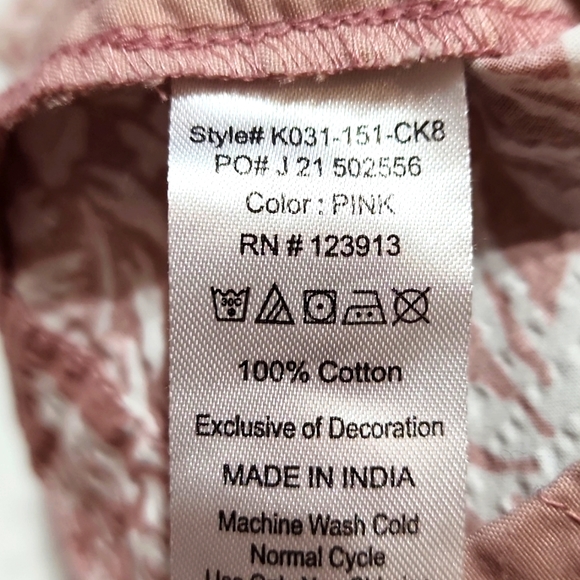 Style# K031-151-CK8
PO# J 21 502556
Color : PINK
RN # 123913
30C
100% Cotton
Exclusive of Decoration
MADE IN INDIA
Machine Wash Cold
Normal Cycle